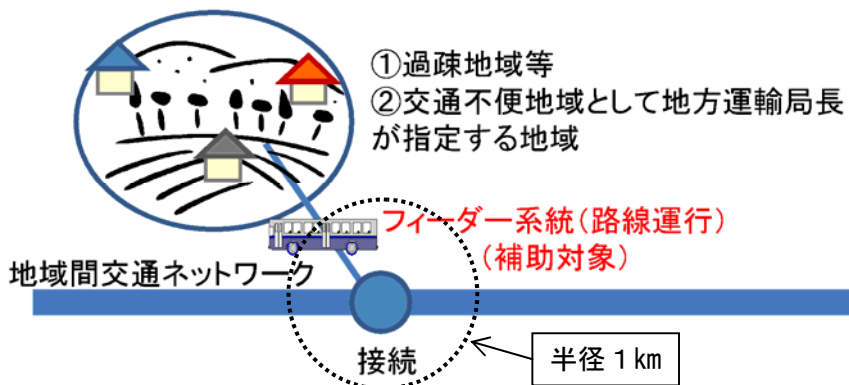 ①過疎地域等
②交通不便地域として地方運輸局長
が指定する地域
フィーダー系統(路線運行)
(補助対象)
地域間交通ネットワーク
接続
半径1km